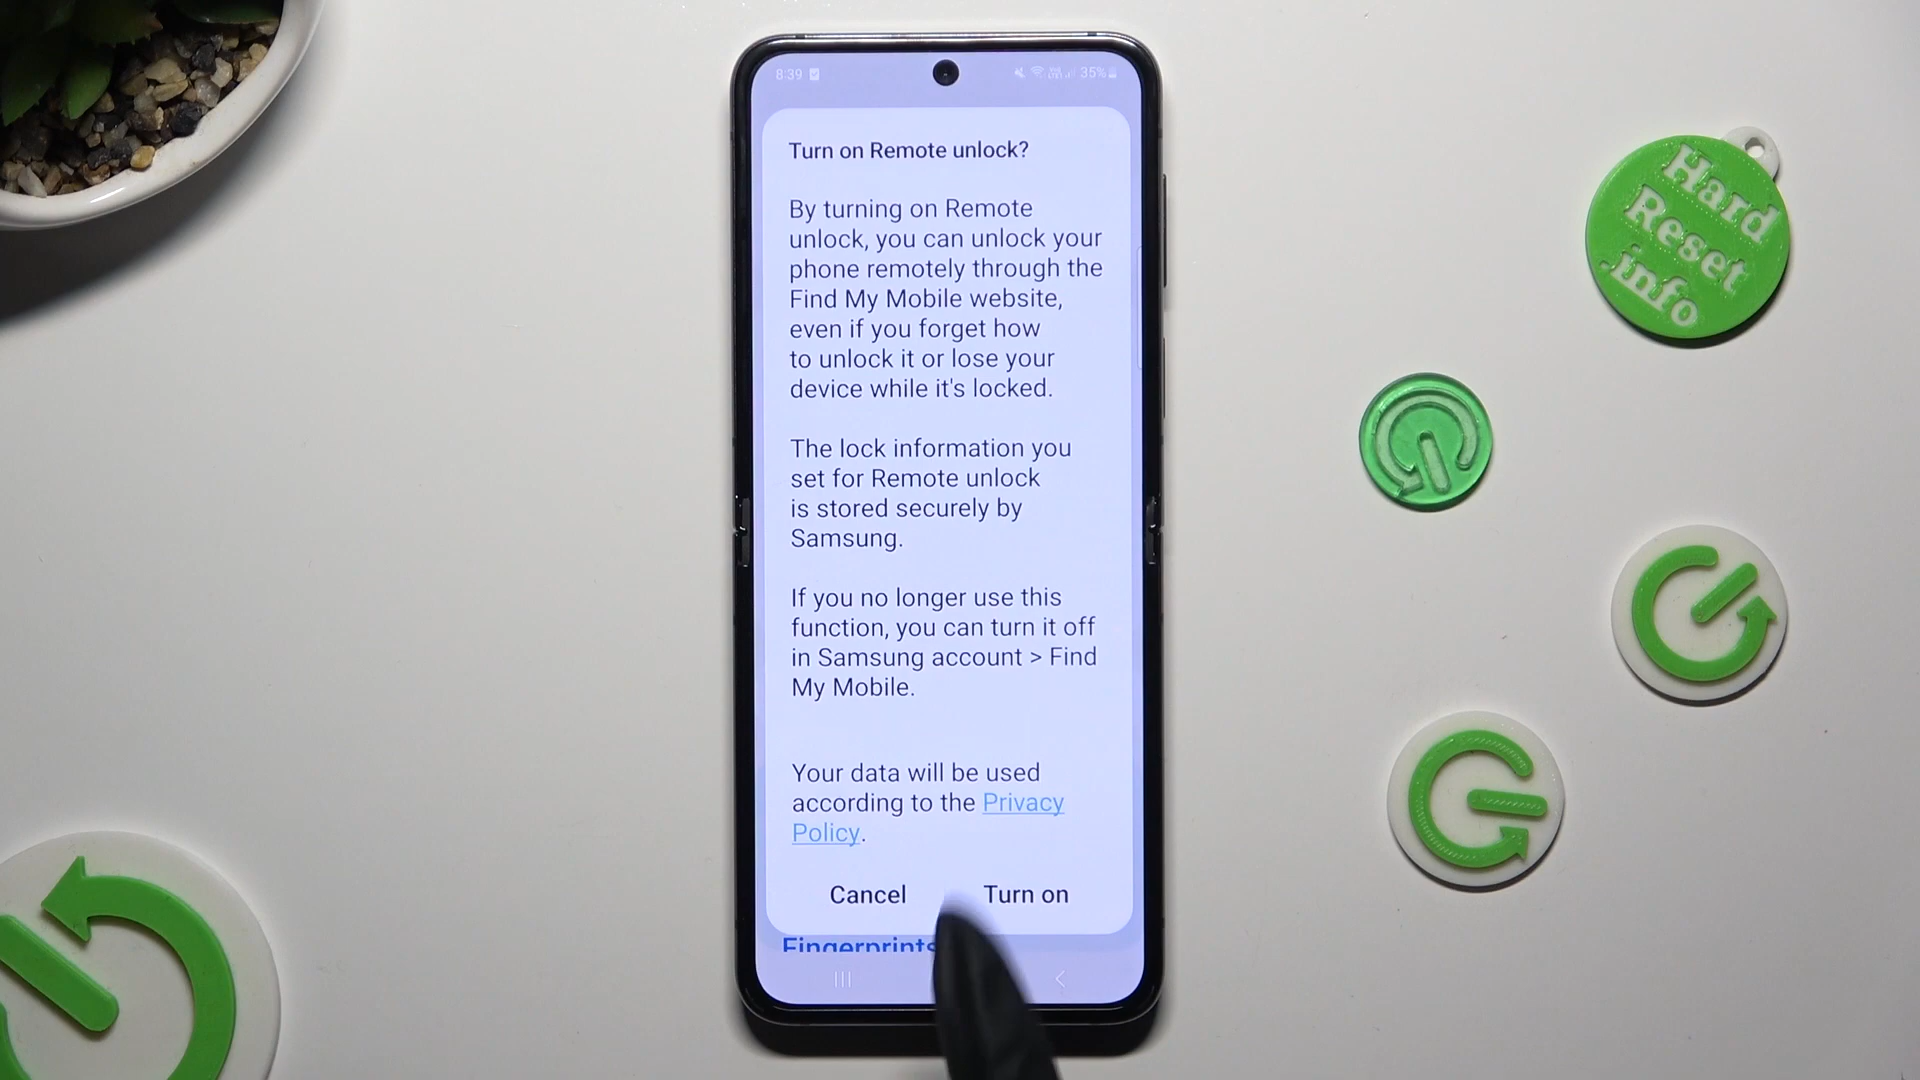 8:39
35%
Turn on Remote unlock?
By turning on Remote
unlock, you can unlock your
phone remotely through the
Find My Mobile website,
even if you forget how
to unlock it or lose your
device while it's locked.
The lock information you
set for Remote unlock
is stored securely by
Samsung.
If you no longer use this
function, you can turn it off
in Samsung account > Find
My Mobile.
Your data will be used
according to the Privacy
Policy.
Cancel
Turn on
Fingerprints
Hard
Reset
.info